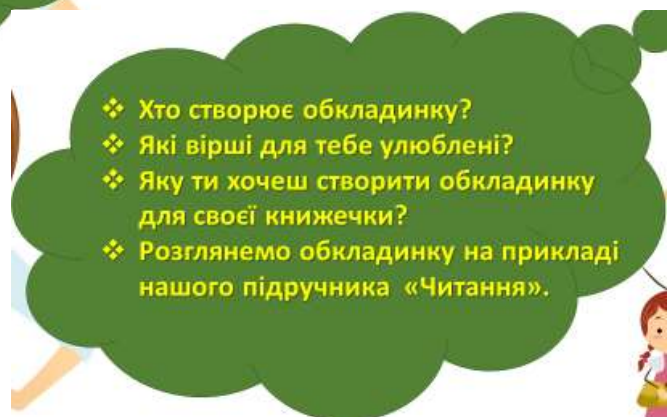 ❖ Хто створює обкладинку?
❖ Які вірші для тебе улюблені?
❖ Яку ти хочеш створити обкладинку
для своєї книжечки?
❖ Розглянемо обкладинку на прикладі
нашого підручника «Читання».